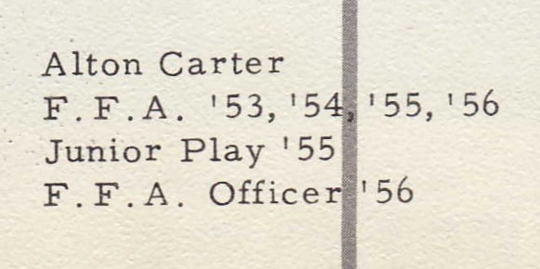 Alton Carter
F.F.A. '53, '54, '55, '56
Junior Play '55
F.F.A. Officer '56